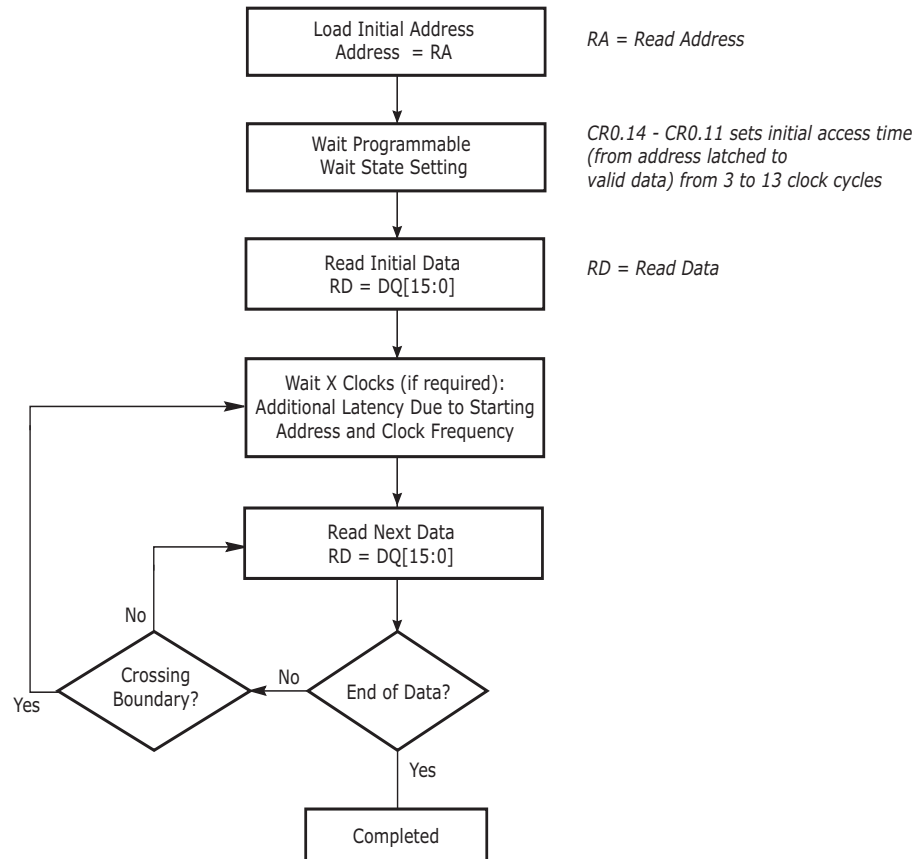 Load Initial Address
Address = RA
RA = Read Address
Wait Programmable
Wait State Setting
CR0.14 - CR0.11 sets initial access time
(from address latched to
valid data) from 3 to 13 clock cycles
Read Initial Data
RD = DQ[15:0]
RD = Read Data
Wait X Clocks (if required):
Additional Latency Due to Starting
Address and Clock Frequency
Read Next Data
RD = DQ[15:0]
No
Crossing
Boundary?
Yes
No
End of Data?
Yes
Completed